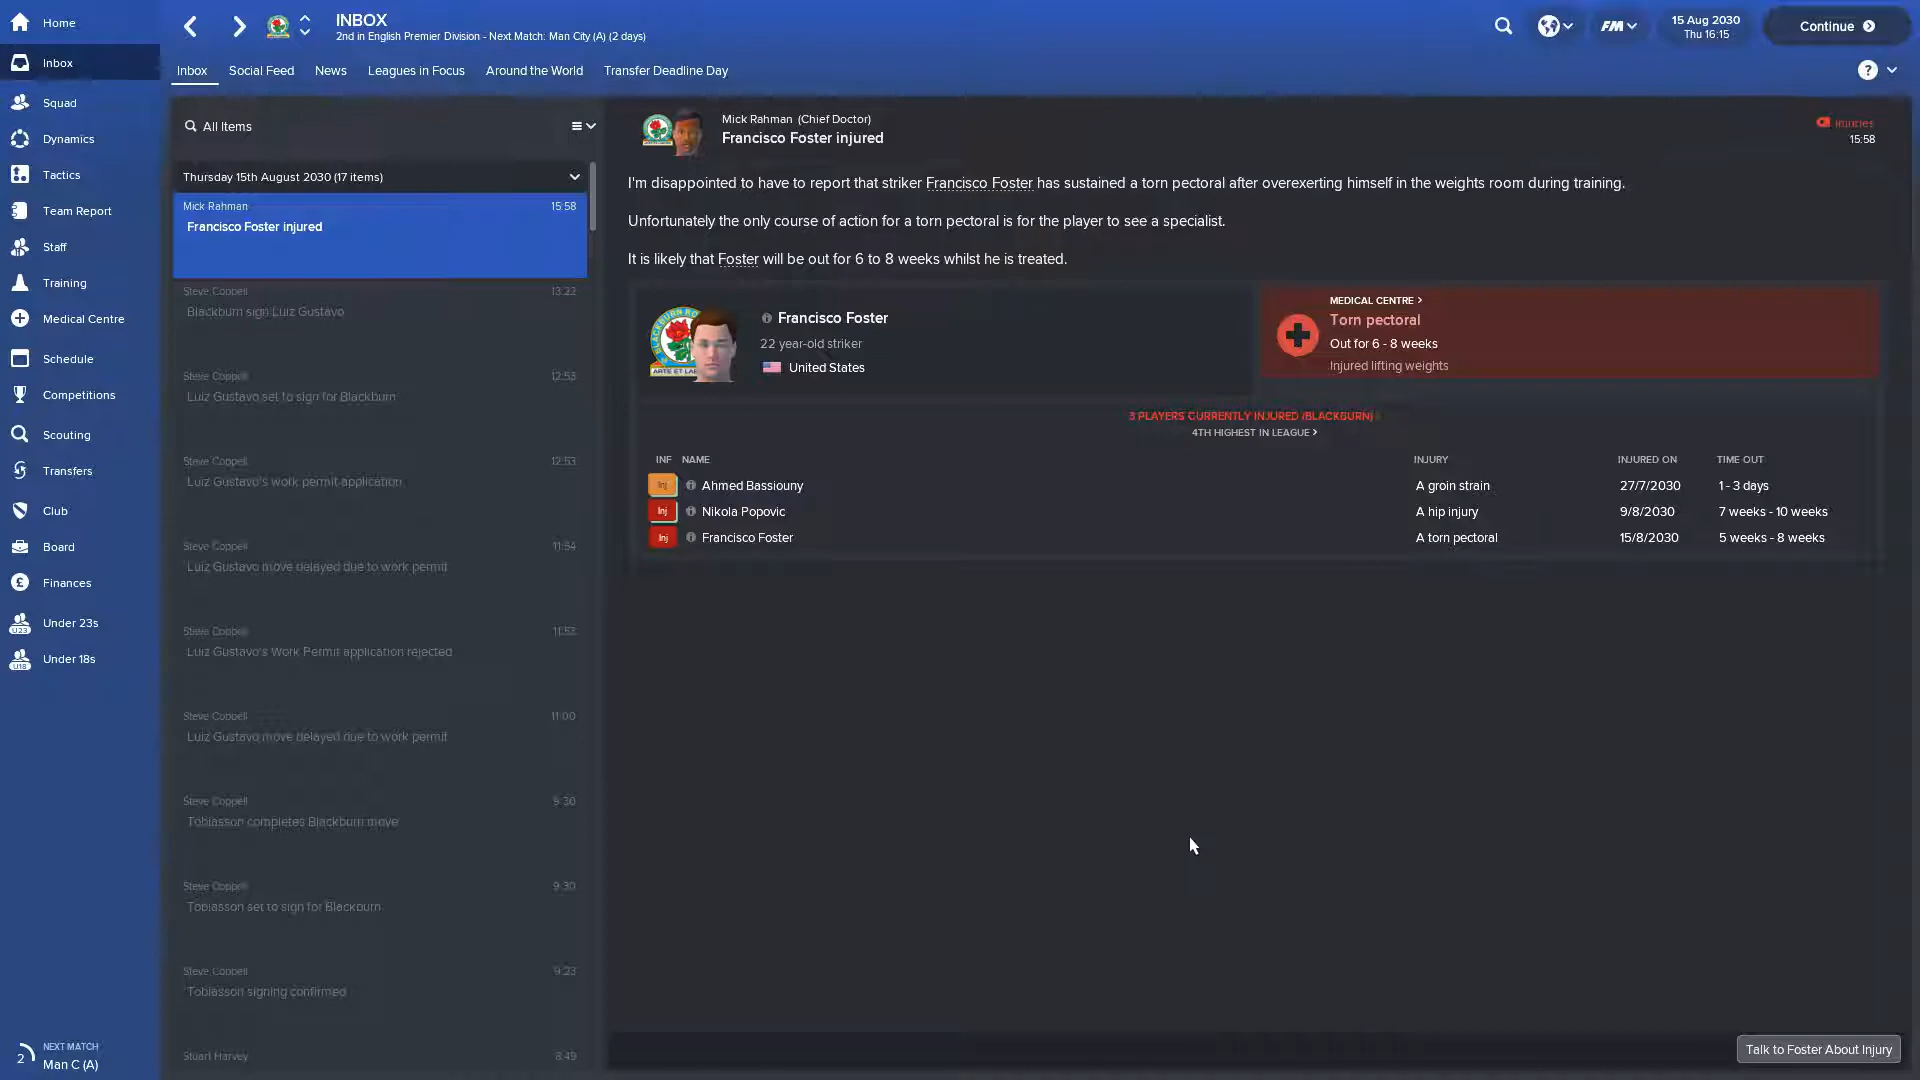 Home
Inbox
Squad
Dynamics
Tactics
Team Report
Staff
Training
Medical Centre
Schedule
Competitions
Scouting
Transfers
Club
Board
Finances
U23
Under 23s
U18
Under 18s
2
NEXT MATCH
Man C (A)
INBOX
2nd in English Premier Division - Next Match: Man City (A) (2 days)
FM
15 Aug 2030
Thu 16:15
Continue
Inbox Social Feed News Leagues in Focus Around the World Transfer Deadline Day
?
All Items
Thursday 15th August 2030 (17 items)
Mick Rahman 15:58
Francisco Foster injured
Steve Coppell 13:22
Blackburn sign Luiz Gustavo
Steve Coppell 12:53
Luiz Gustavo set to sign for Blackburn
Steve Coppell 12:53
Luiz Gustavo's work permit application
Steve Coppell 11:54
Luiz Gustavo move delayed due to work permit
Steve Coppell 11:53
Luiz Gustavo's Work Permit application rejected
Steve Coppell 11:00
Luiz Gustavo move delayed due to work permit
Steve Coppell 9:30
Tobiasson completes Blackburn move
Steve Coppell 9:30
Tobiasson set to sign for Blackburn
Steve Coppell 9:23
Tobiasson signing confirmed
Stuart Harvey 8:49
Mick Rahman (Chief Doctor)
Francisco Foster injured
Injuries
15:58
I'm disappointed to have to report that striker Francisco Foster has sustained a torn pectoral after overexerting himself in the weights room during training.
Unfortunately the only course of action for a torn pectoral is for the player to see a specialist.
It is likely that Foster will be out for 6 to 8 weeks whilst he is treated.
Francisco Foster
22 year-old striker
United States
MEDICAL CENTRE >
Torn pectoral
Out for 6 - 8 weeks
Injured lifting weights
3 PLAYERS CURRENTLY INJURED (BLACKBURN)
4TH HIGHEST IN LEAGUE >
INF NAME INJURY INJURED ON TIME OUT
Inj Ahmed Bassiouny A groin strain 27/7/2030 1 - 3 days
Inj Nikola Popovic A hip injury 9/8/2030 7 weeks - 10 weeks
Inj Francisco Foster A torn pectoral 15/8/2030 5 weeks - 8 weeks
Talk to Foster About Injury